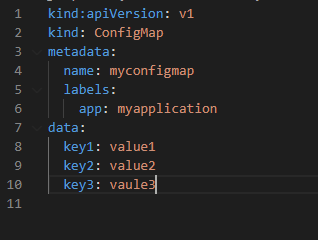 1 kind:apiVersion: v1
2 kind: ConfigMap
3 metadata:
4   name: myconfigmap
5   labels:
6     app: myapplication
7 data:
8   key1: value1
9   key2: value2
10   key3: vaule3
11